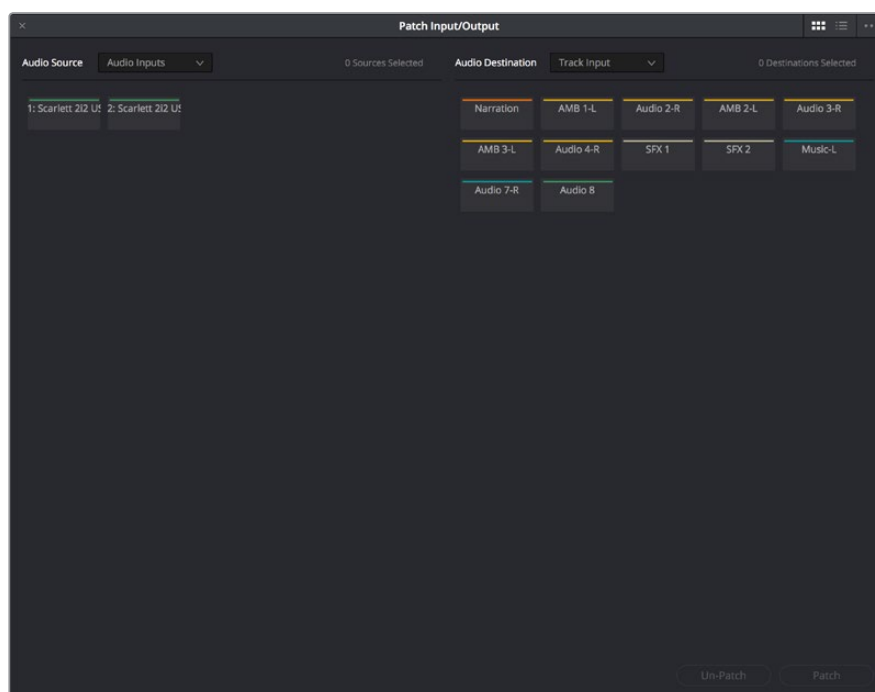 Patch Input/Output
Audio Source Audio Inputs 0 Sources Selected Audio Destination Track Input 0 Destinations Selected
1: Scarlett 2i2 US 2: Scarlett 2i2 US Narration AMB 1-L Audio 2-R AMB 2-L Audio 3-R
AMB 3-L Audio 4-R SFX 1 SFX 2 Music-L
Audio 7-R Audio 8
Un-Patch Patch